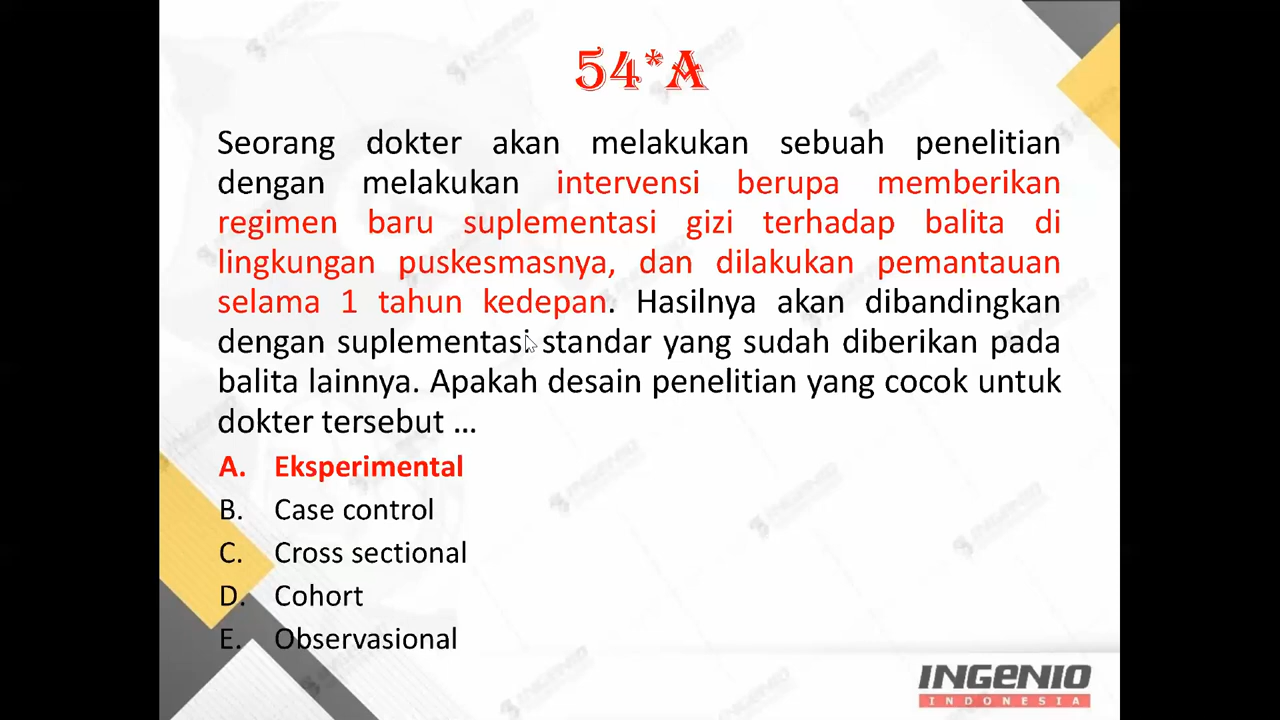 54*A
Seorang dokter akan melakukan sebuah penelitian
dengan melakukan intervensi berupa memberikan
regimen baru suplementasi gizi terhadap balita di
lingkungan puskesmasnya, dan dilakukan pemantauan
selama 1 tahun kedepan. Hasilnya akan dibandingkan
dengan suplementasi standar yang sudah diberikan pada
balita lainnya. Apakah desain penelitian yang cocok untuk
dokter tersebut ...
A. Eksperimental
B. Case control
C. Cross sectional
D. Cohort
E. Observasional
INGENIO
INDONESIA